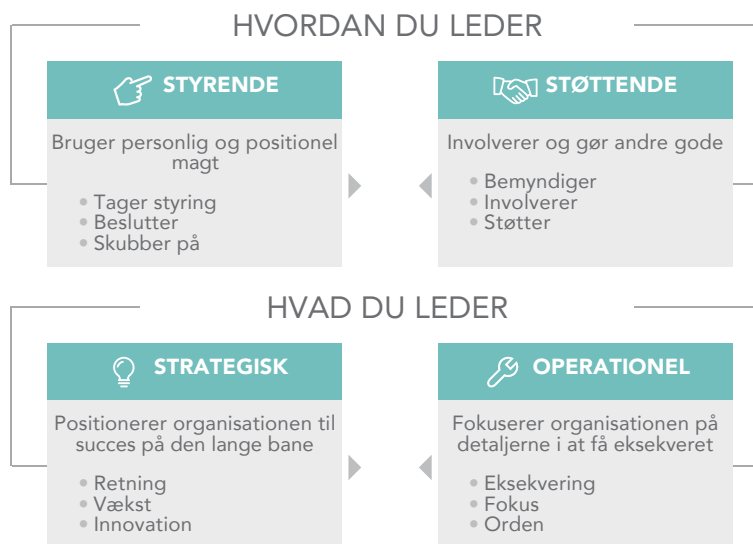 HVORDAN DU LEDER
STYRENDE
Bruger personlig og positionel
magt
• Tager styring
• Beslutter
• Skubber på
STØTTENDE
Involverer og gør andre gode
• Bemyndiger
• Involverer
• Støtter
HVAD DU LEDER
STRATEGISK
Positionerer organisationen til
succes på den lange bane
• Retning
• Vækst
• Innovation
OPERATIONEL
Fokuserer organisationen på
detaljerne i at få eksekveret
• Eksekvering
• Fokus
• Orden